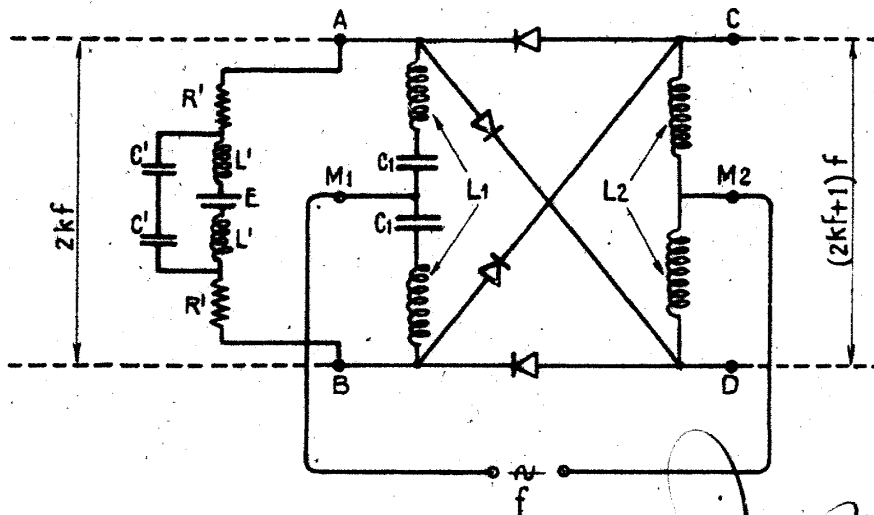 A
C
R'
C'
L'
C1
M1
E
L1
L2
M2
2kf
(2kf+1) f
C'
C1
L'
R'
B
D
~
f